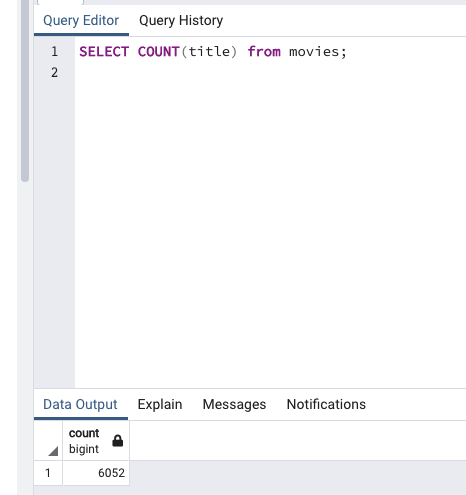 Query Editor Query History
1 SELECT COUNT(title) from movies;
2
Data Output Explain Messages Notifications
count
bigint
1 6052